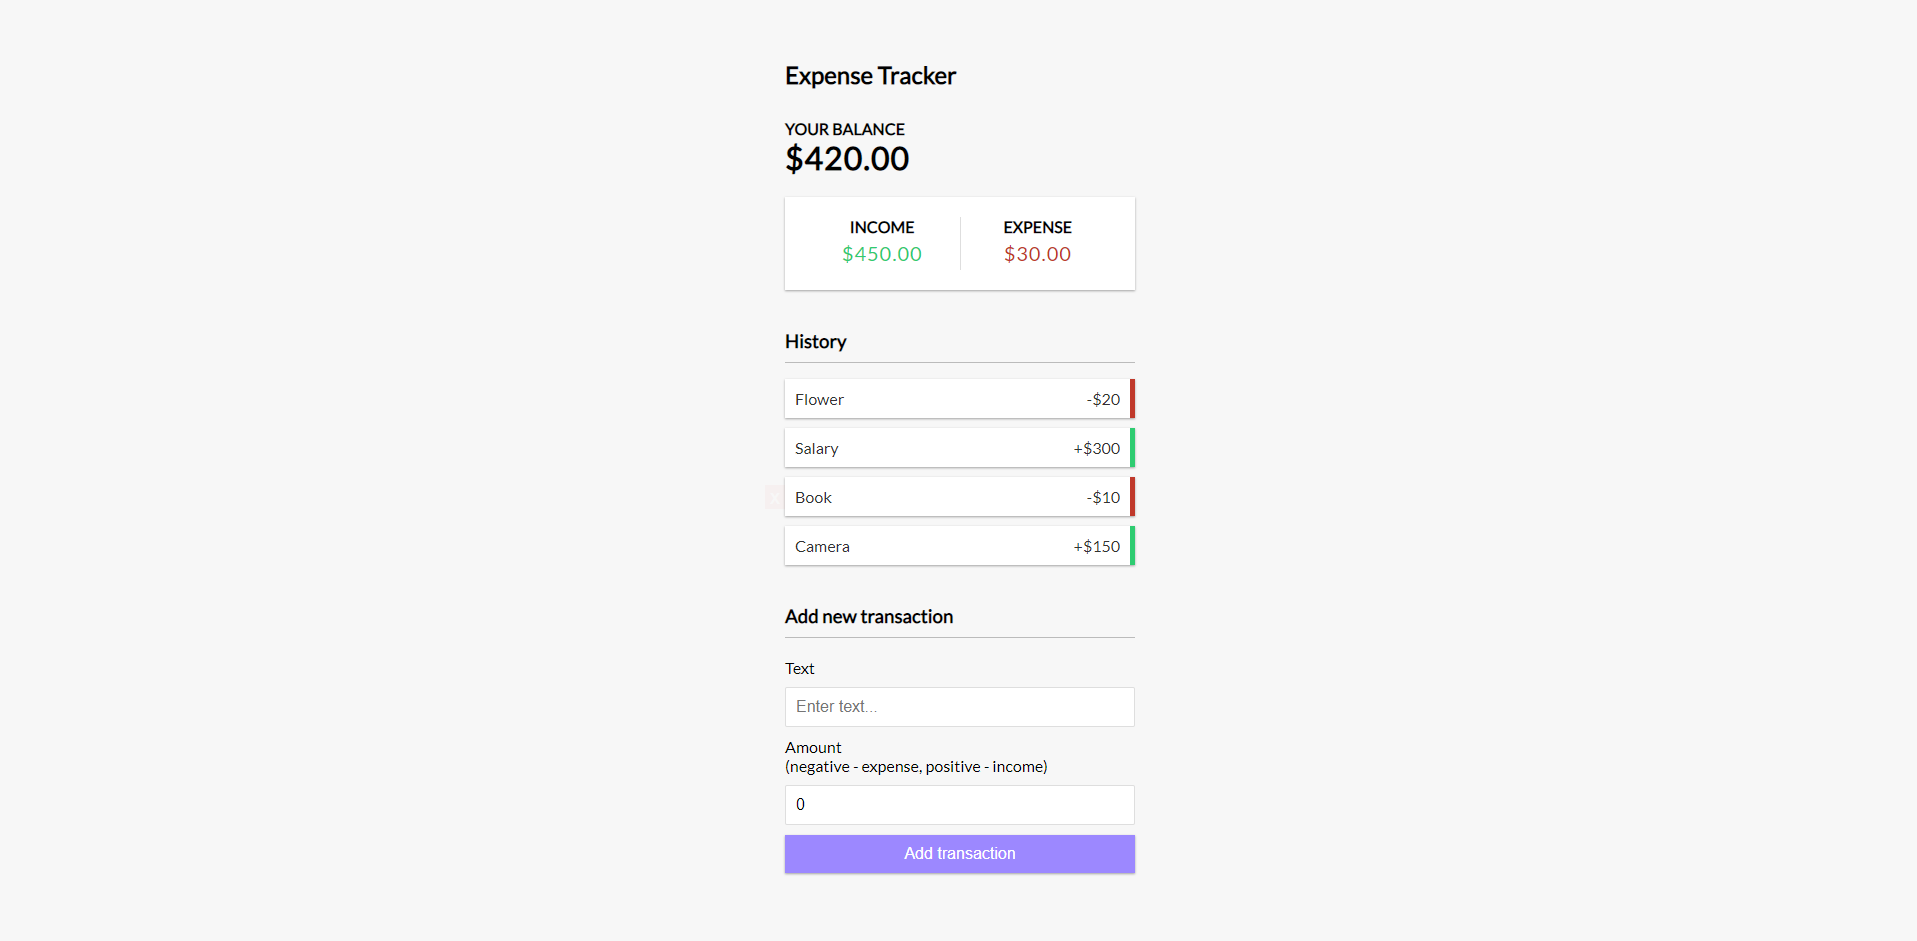 Expense Tracker
YOUR BALANCE
$420.00
INCOME
EXPENSE
$450.00
$30.00
History
Flower
-$20
Salary
+$300
Book
-$10
Camera
+$150
Add new transaction
Text
Enter text...
Amount
(negative - expense, positive - income)
0
Add transaction